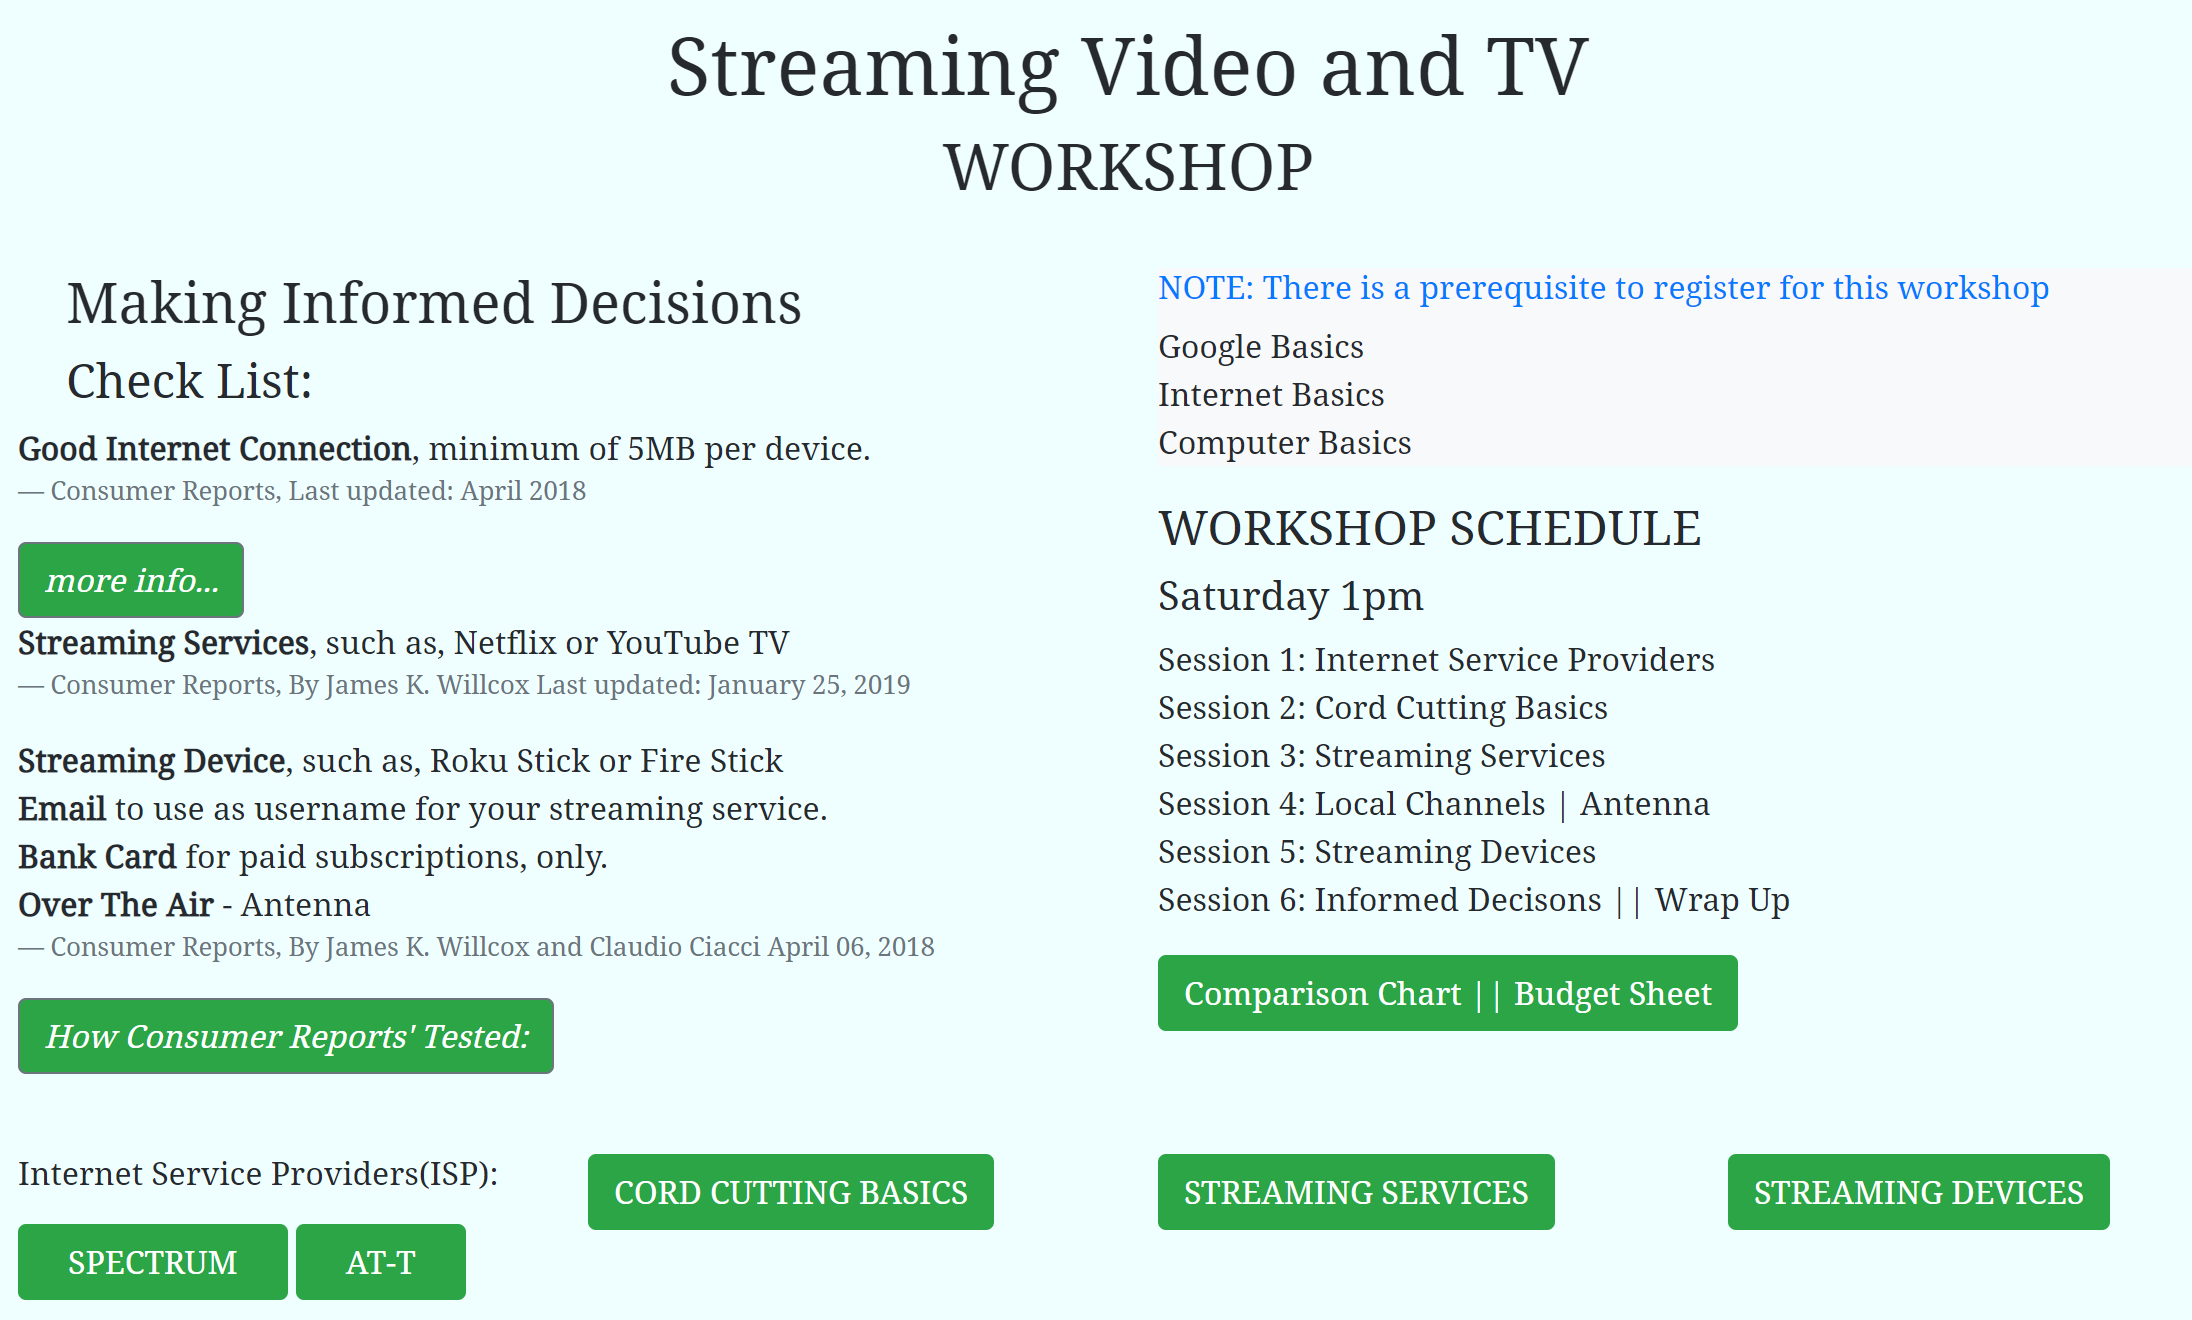 Streaming Video and TV
WORKSHOP
Making Informed Decisions
Check List:
Good Internet Connection, minimum of 5MB per device.
— Consumer Reports, Last updated: April 2018
more info...
Streaming Services, such as, Netflix or YouTube TV
— Consumer Reports, By James K. Willcox Last updated: January 25, 2019
Streaming Device, such as, Roku Stick or Fire Stick
Email to use as username for your streaming service.
Bank Card for paid subscriptions, only.
Over The Air - Antenna
— Consumer Reports, By James K. Willcox and Claudio Ciacci April 06, 2018
How Consumer Reports' Tested:
NOTE: There is a prerequisite to register for this workshop
Google Basics
Internet Basics
Computer Basics
WORKSHOP SCHEDULE
Saturday 1pm
Session 1: Internet Service Providers
Session 2: Cord Cutting Basics
Session 3: Streaming Services
Session 4: Local Channels | Antenna
Session 5: Streaming Devices
Session 6: Informed Decisons || Wrap Up
Comparison Chart || Budget Sheet
Internet Service Providers(ISP):
SPECTRUM
AT-T
CORD CUTTING BASICS
STREAMING SERVICES
STREAMING DEVICES